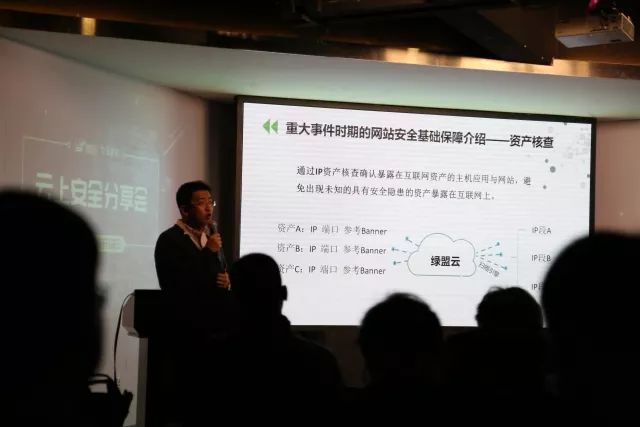 重大事件时期的网站安全基础保障介绍——资产核查
通过IP资产核查确认暴露在互联网资产的主机应用与网站，避
免出现未知的具有安全隐患的资产暴露在互联网上。
资产A：IP 端口 参考Banner
资产B：IP 端口 参考Banner
资产C：IP 端口 参考Banner
绿盟云
扫描引擎
IP段A
IP段B
云上安全分享会